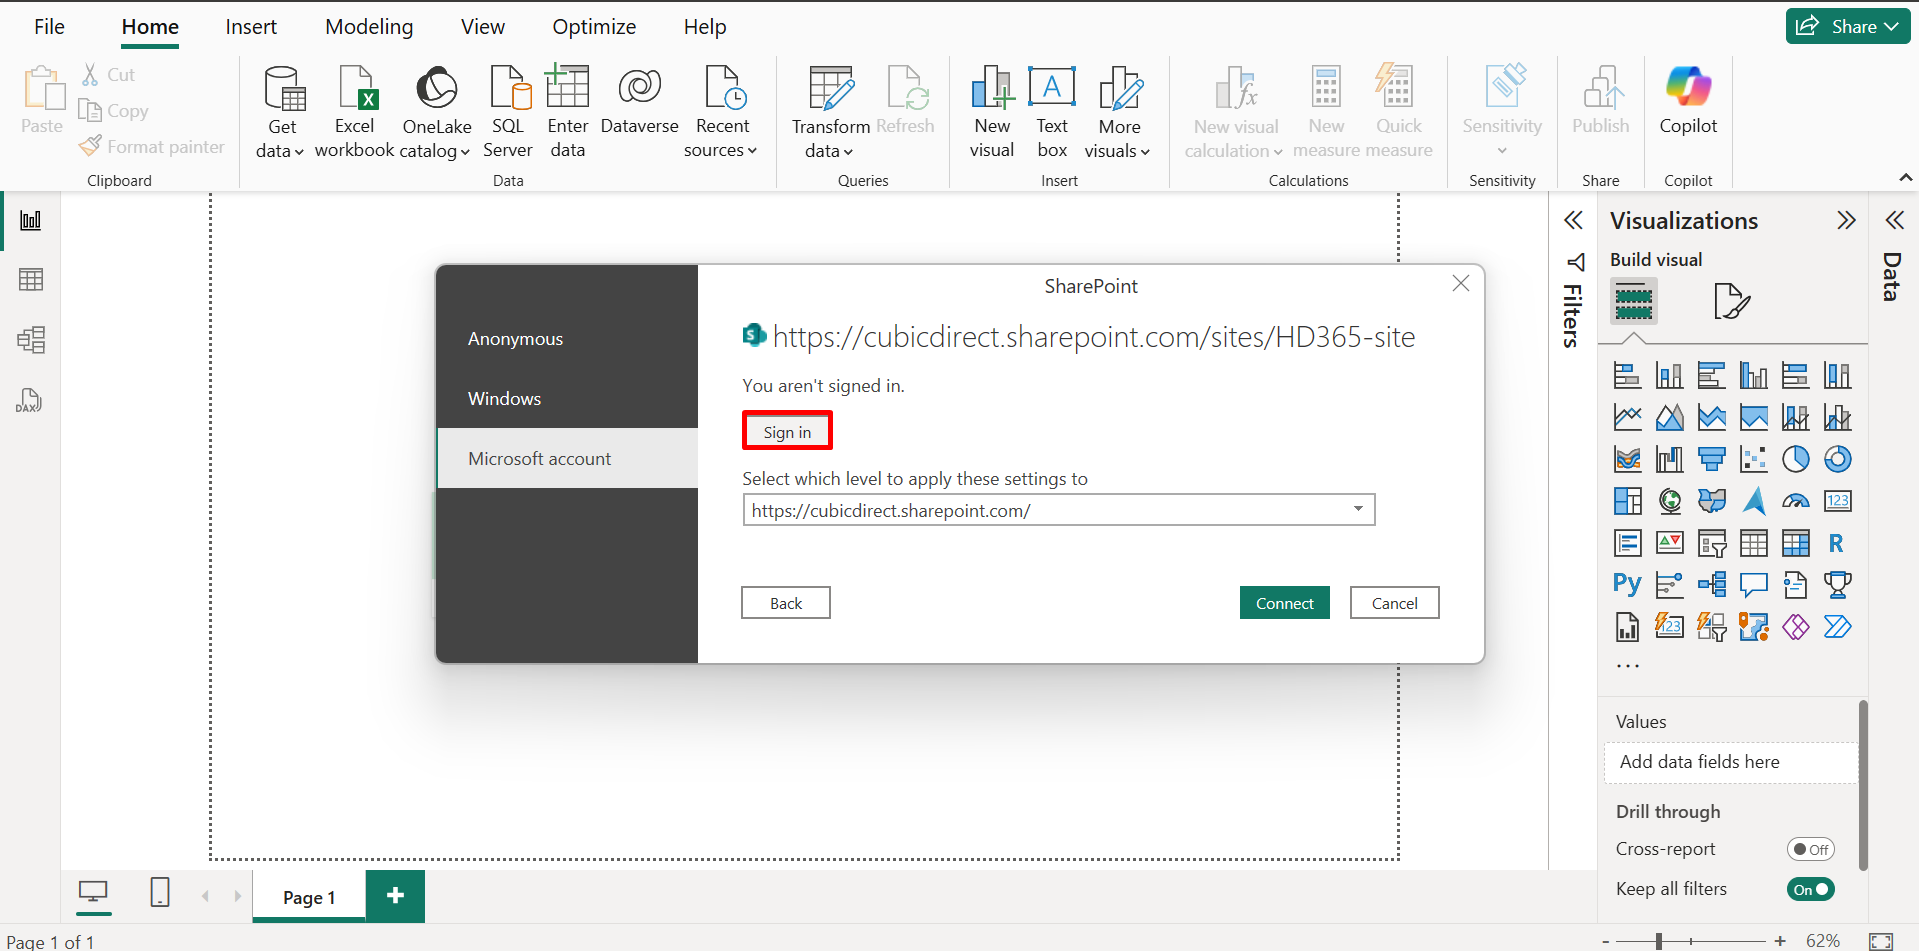 File Home Insert Modeling View Optimize Help Share
Paste
Cut
Copy
Format painter
Clipboard
Get data
Excel workbook
OneLake catalog
SQL Server
Enter data
Dataverse
Recent sources
Data
Transform data
Refresh
Queries
New visual
Text box
More visuals
Insert
New visual calculation
New measure
Quick measure
Calculations
Sensitivity
Sensitivity
Publish
Share
Copilot
Copilot
SharePoint
Anonymous
Windows
Microsoft account
https://cubicdirect.sharepoint.com/sites/HD365-site
You aren't signed in.
Sign in
Select which level to apply these settings to
https://cubicdirect.sharepoint.com/
Back
Connect
Cancel
Filters
Visualizations
Build visual
Data
123
R
Py
123
...
Values
Add data fields here
Drill through
Cross-report Off
Keep all filters On
DAX
Page 1
+
Page 1 of 1
- + 62%